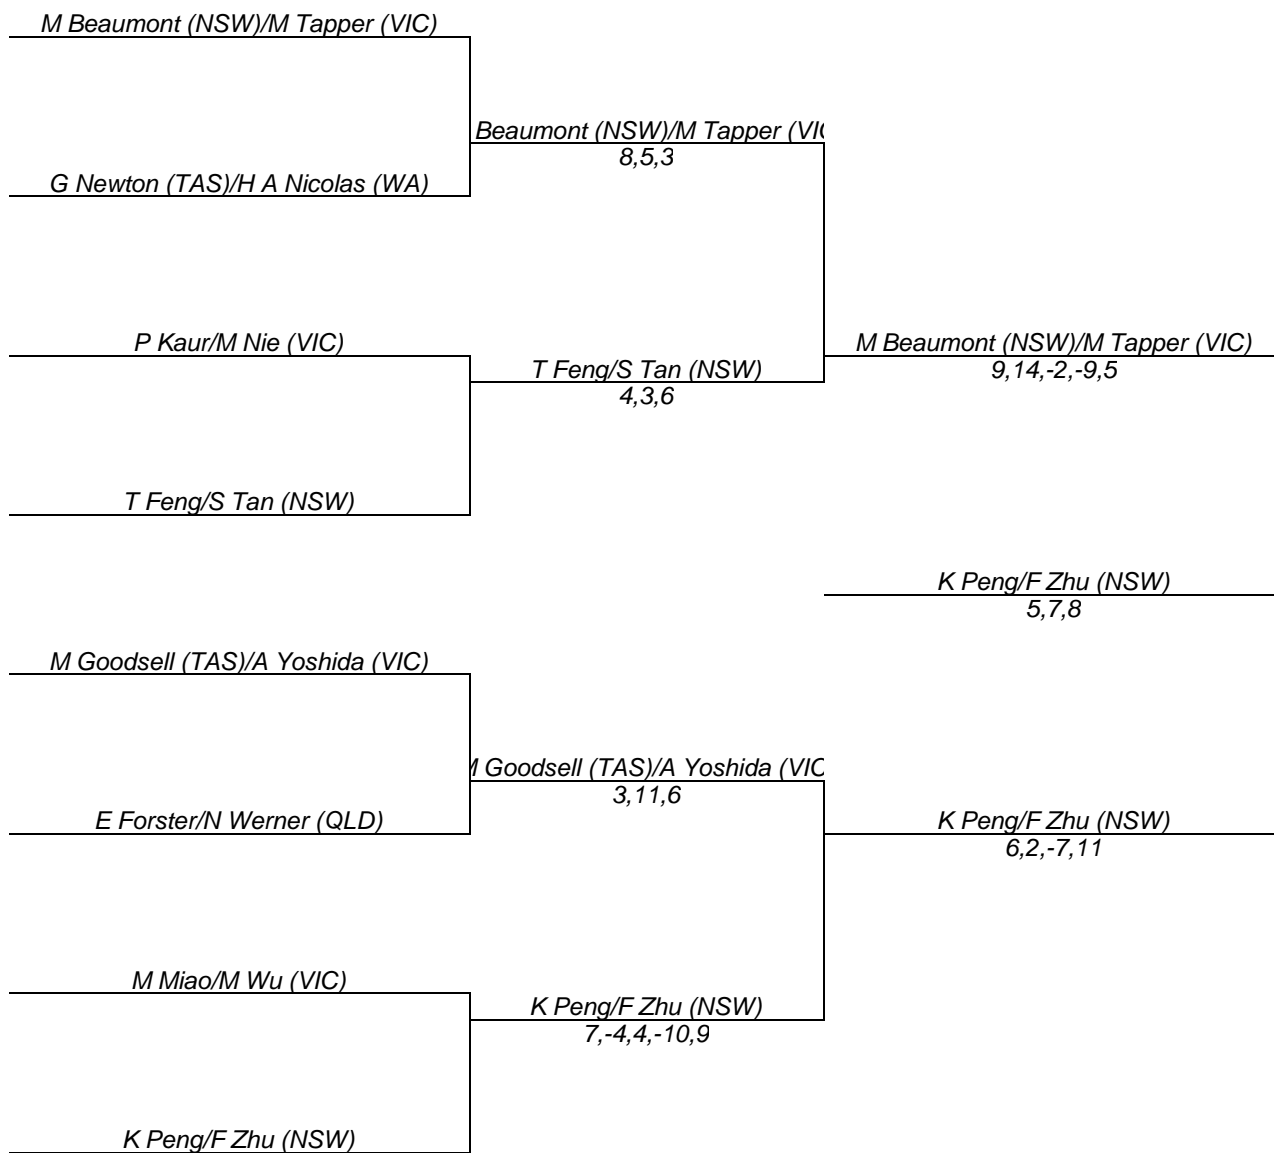 M Beaumont (NSW)/M Tapper (VIC)
Beaumont (NSW)/M Tapper (VIC
8,5,3
G Newton (TAS)/H A Nicolas (WA)
P Kaur/M Nie (VIC)
M Beaumont (NSW)/M Tapper (VIC)
9,14,-2,-9,5
T Feng/S Tan (NSW)
4,3,6
T Feng/S Tan (NSW)
K Peng/F Zhu (NSW)
5,7,8
M Goodsell (TAS)/A Yoshida (VIC)
M Goodsell (TAS)/A Yoshida (VIC
3,11,6
E Forster/N Werner (QLD)
K Peng/F Zhu (NSW)
6,2,-7,11
M Miao/M Wu (VIC)
K Peng/F Zhu (NSW)
7,-4,4,-10,9
K Peng/F Zhu (NSW)